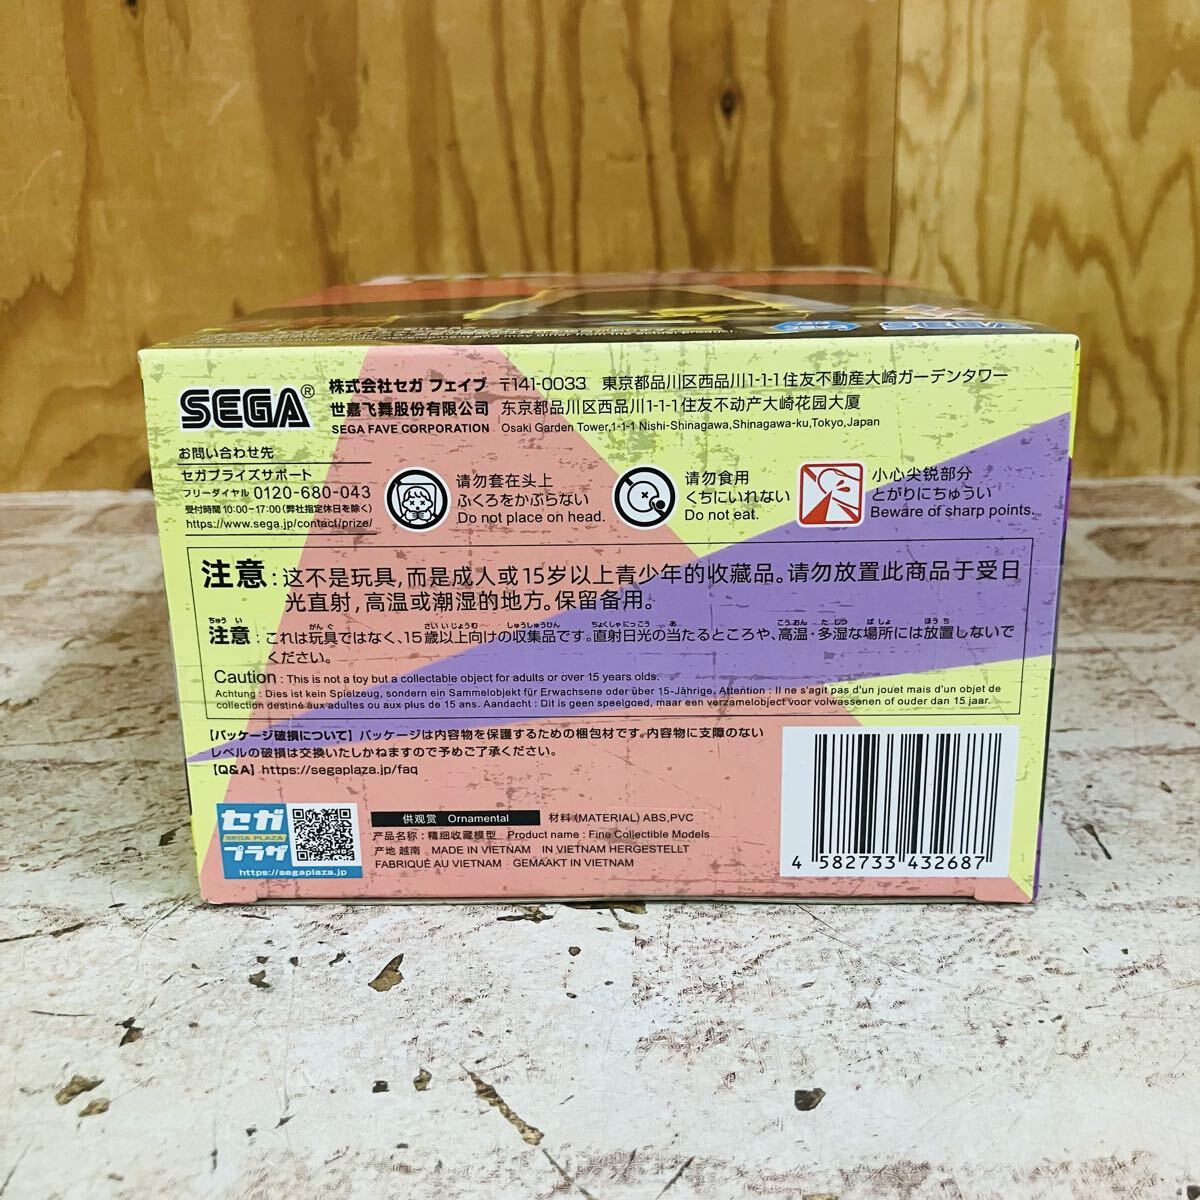 SEGA®
株式会社セガ フェイブ 〒141-0033 東京都品川区西品川1-1-1住友不動産大崎ガーデンタワー
世嘉飞舞股份有限公司 东京都品川区西品川1-1-1住友不动产大崎花园大厦
SEGA FAVE CORPORATION Osaki Garden Tower,1-1-1 Nishi-Shinagawa,Shinagawa-ku,Tokyo,Japan
お問い合わせ先
セガプライズサポート
フリーダイヤル 0120-680-043
受付時間 10:00~17:00(弊社指定休日を除く)
https://www.sega.jp/contact/prize/
请勿套在头上
ふくろをかぶらない
Do not place on head.
请勿食用
くちにいれない
Do not eat.
小心尖锐部分
とがりにちゅうい
Beware of sharp points.
注意:这不是玩具,而是成人或15岁以上青少年的收藏品。请勿放置此商品于受日
光直射,高温或潮湿的地方。保留备用。
注意:これは玩具ではなく、15歳以上向けの収集品です。直射日光の当たるところや、高温・多湿な場所には放置しないで
ください。
Caution : This is not a toy but a collectable object for adults or over 15 years olds.
Achtung : Dies ist kein Spielzeug, sondern ein Sammelobjekt für Erwachsene oder über 15-Jährige. Attention : Il ne s'agit pas d'un jouet mais d'un objet de
collection destiné aux adultes ou aux plus de 15 ans. Aandacht : Dit is geen speelgoed, maar een verzamelobject voor volwassenen of ouder dan 15 jaar.
【パッケージ破損について】パッケージは内容物を保護するための梱包材です。内容物に支障のない
レベルの破損は交換いたしかねますので予めご了承ください。
【Q&A】https://segaplaza.jp/faq
セガ
SEGA PLAZA
プラザ
https://segaplaza.jp
供观赏 Ornamental 材料(MATERIAL) ABS,PVC
产品名称:精细收藏模型 Product name : Fine Collectible Models
产地 越南 MADE IN VIETNAM IN VIETNAM HERGESTELLT
FABRIQUÉ AU VIETNAM GEMAAKT IN VIETNAM
4 582733 432687